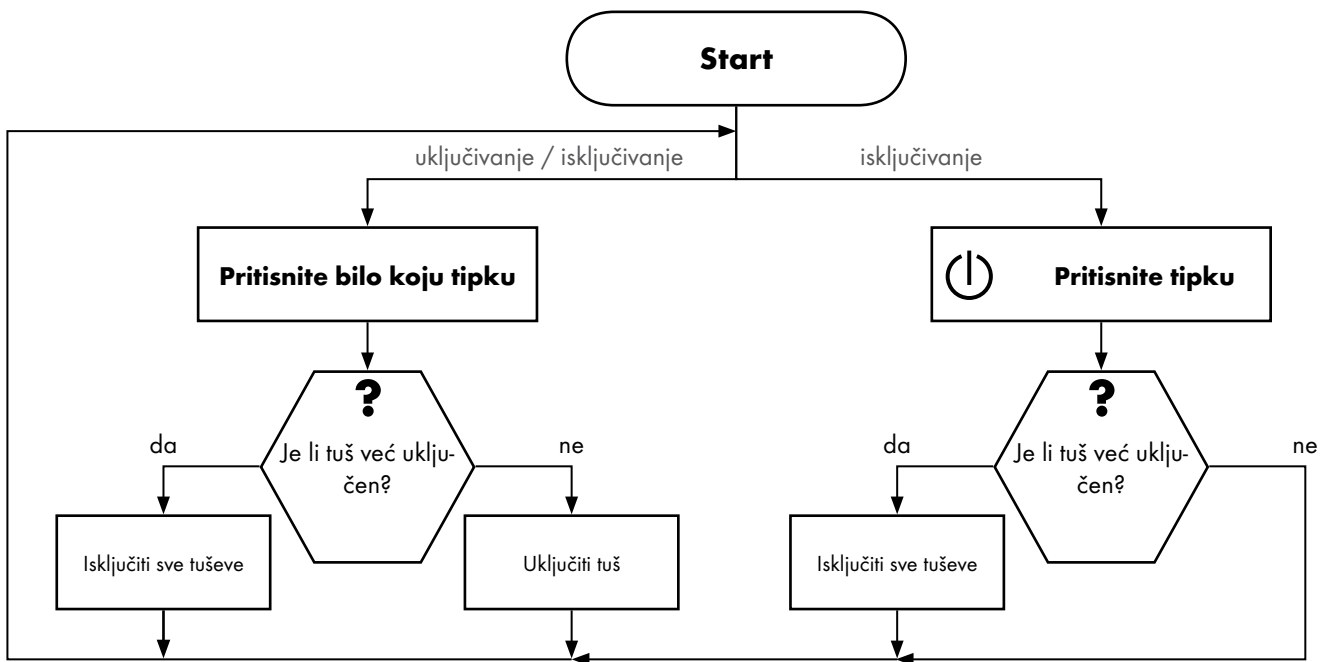 Start
uključivanje / isključivanje
isključivanje
Pritisnite bilo koju tipku
Pritisnite tipku
?
Je li tuš već uklju-
čen?
da
ne
?
Je li tuš već uklju-
čen?
da
ne
Isključiti sve tuševe
Uključiti tuš
Isključiti sve tuševe